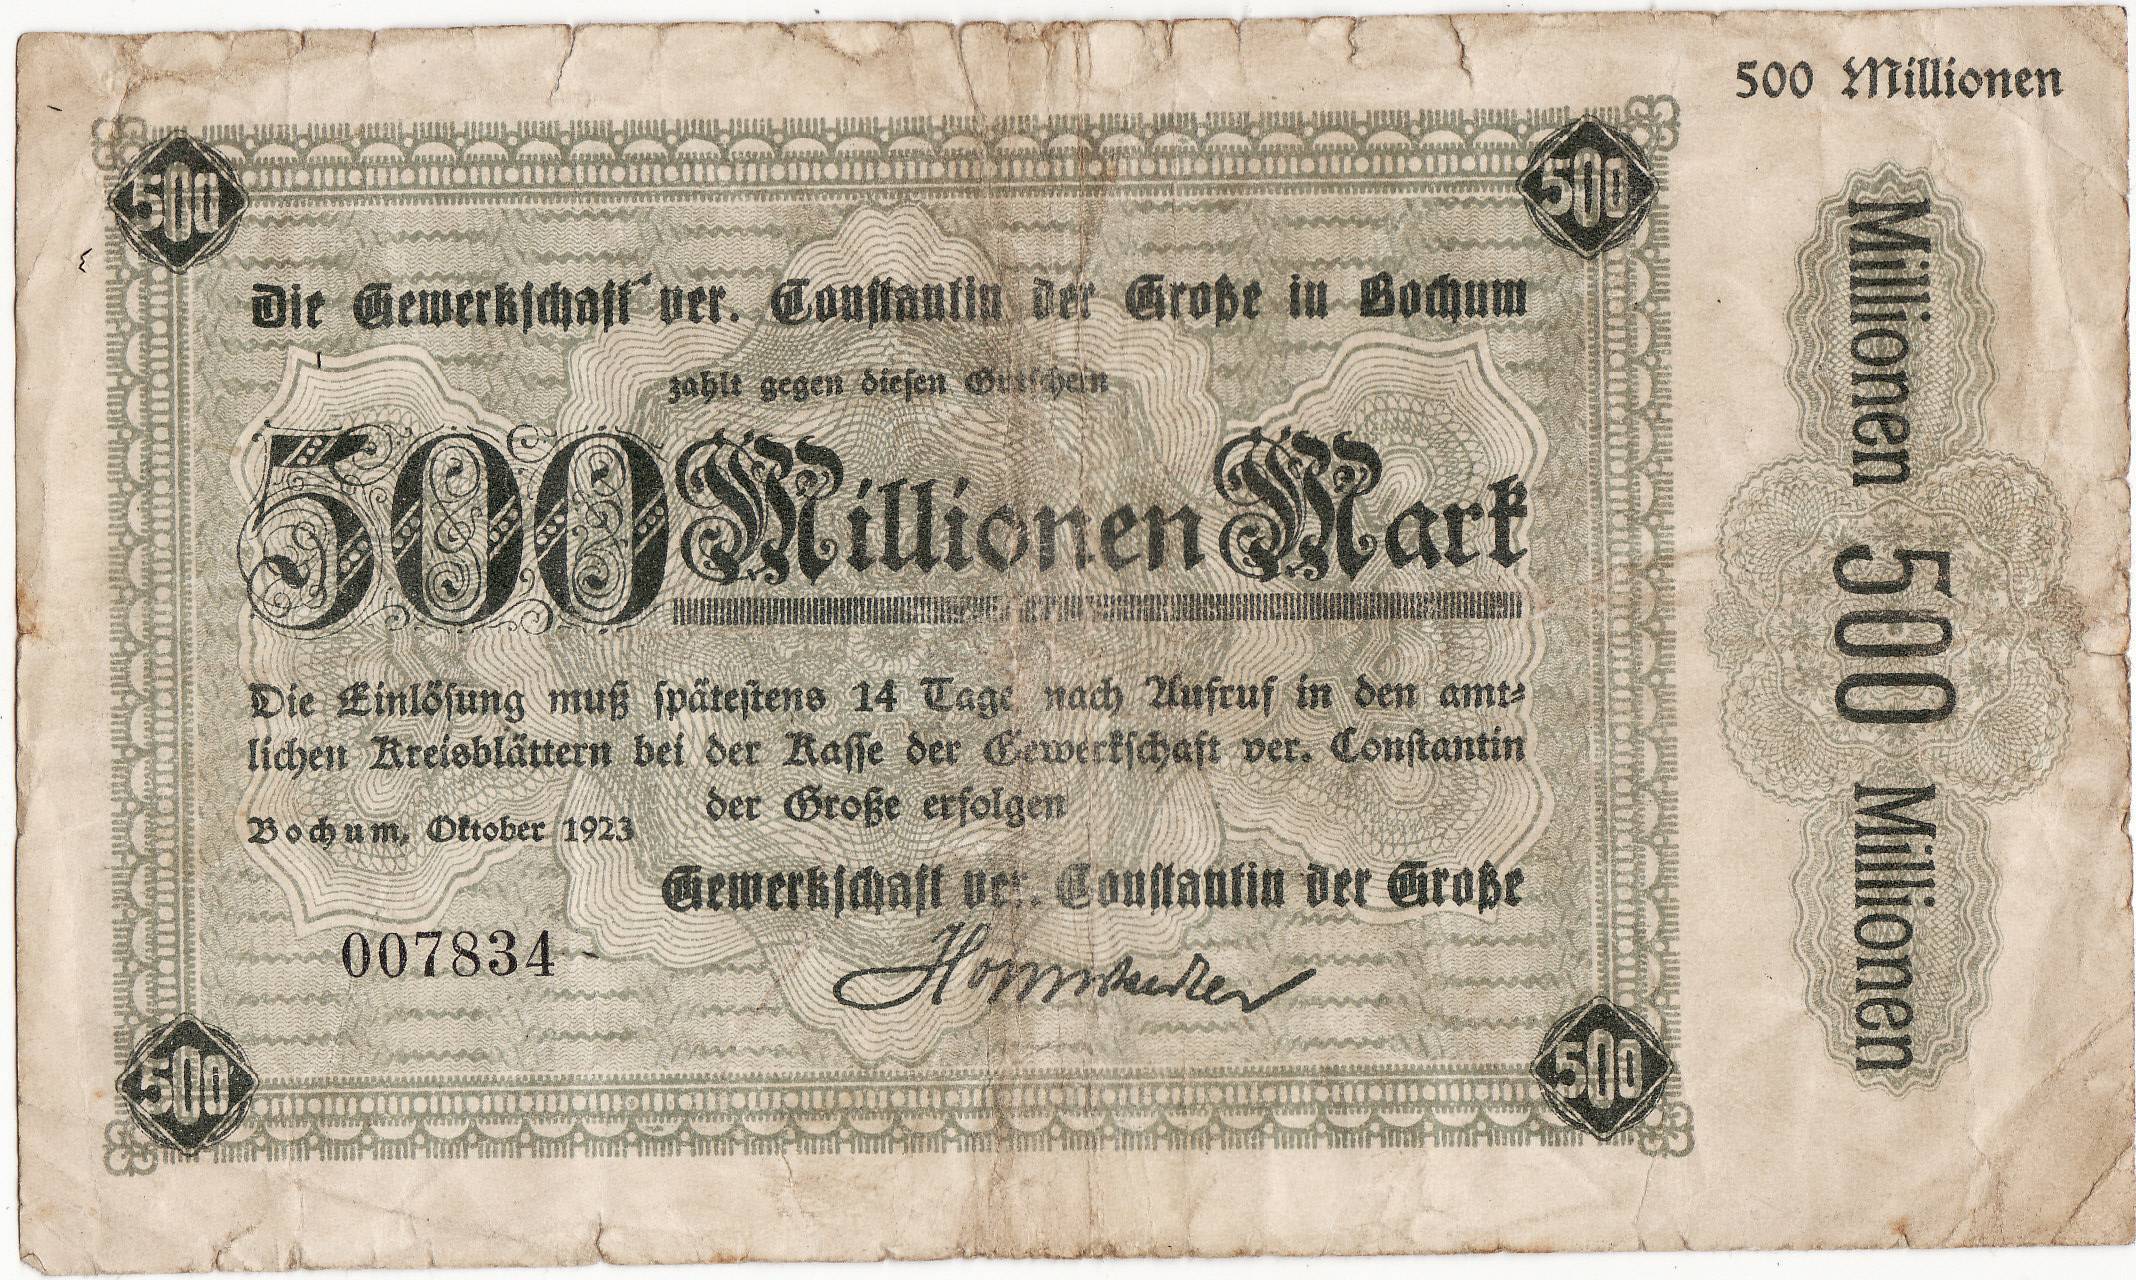 500 Millionen
500
500
Die Gewerkschaft ver. Constantin der Große in Bochum
zahlt gegen diesen Gutschein
500 Millionen Mark
Die Einlösung muß spätestens 14 Tage nach Aufruf in den amt-
lichen Kreisblättern bei der Kasse der Gewerkschaft ver. Constantin
der Große erfolgen
Bochum, Oktober 1923
Gewerkschaft ver. Constantin der Große
007834
500
500
Millionen 500 Millionen